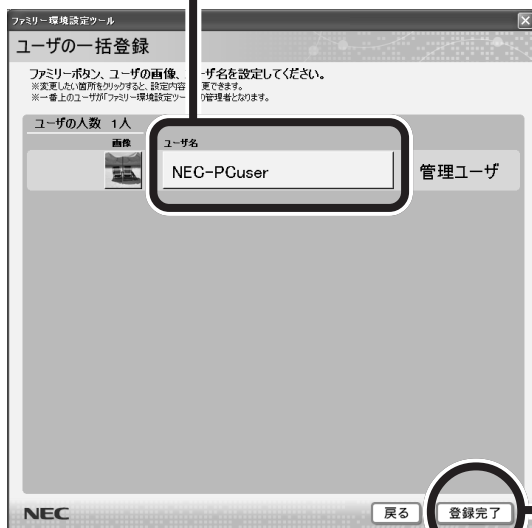 ファミリー環境設定ツール
ユーザの一括登録
ファミリーボタン、ユーザの画像、 ーザ名を設定してください。
※変更したい箇所をクリックすると、設定内容 更できます。
※一番上のユーザが「ファミリー環境設定ツー の管理者となります。
ユーザの人数 1人
画像 ユーザ名
NEC-PCuser 管理ユーザ
NEC 戻る 登録完了